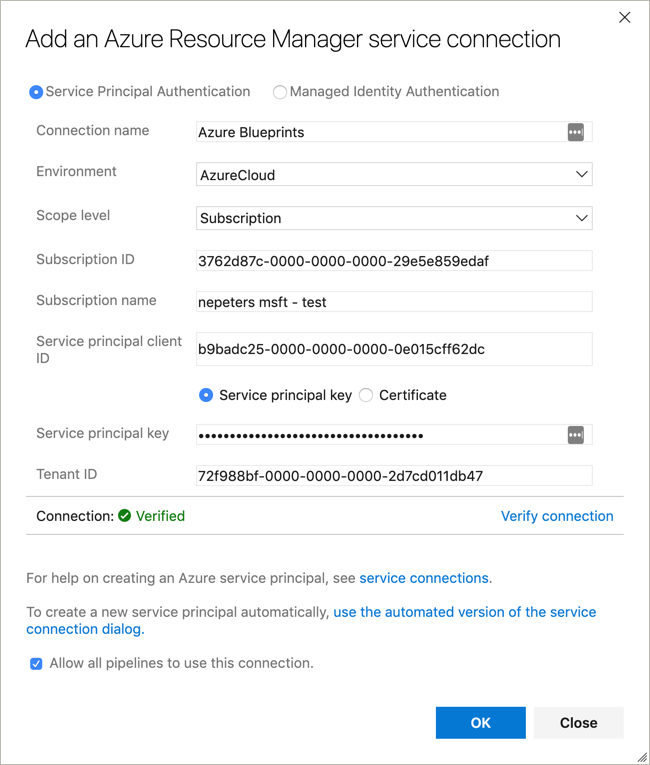 Add an Azure Resource Manager service connection
Service Principal Authentication Managed Identity Authentication
Connection name Azure Blueprints
Environment AzureCloud
Scope level Subscription
Subscription ID 3762d87c-0000-0000-0000-29e5e859edaf
Subscription name nepeters msft - test
Service principal client
ID
b9badc25-0000-0000-0000-0e015cff62dc
Service principal key Certificate
Service principal key ••••••••••••••••••••••••••••••••••••
Tenant ID 72f988bf-0000-0000-0000-2d7cd011db47
Connection: Verified Verify connection
For help on creating an Azure service principal, see service connections.
To create a new service principal automatically, use the automated version of the service
connection dialog.
Allow all pipelines to use this connection.
OK Close